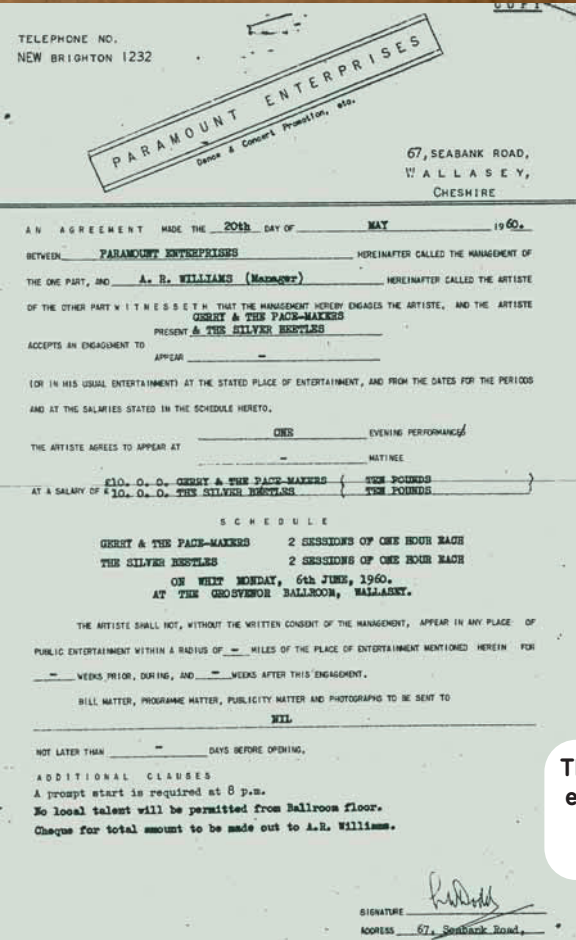 COPY
TELEPHONE NO.
NEW BRIGHTON 1232
PARAMOUNT ENTERPRISES
Dance & Concert Promotion, etc.
67, SEABANK ROAD,
WALLASEY,
CHESHIRE
AN AGREEMENT MADE THE 20th DAY OF MAY 1960.
BETWEEN PARAMOUNT ENTERPRISES HEREINAFTER CALLED THE MANAGEMENT OF
THE ONE PART, AND A. R. WILLIAMS (Manager) HEREINAFTER CALLED THE ARTISTE
OF THE OTHER PART WITNESSETH THAT THE MANAGEMENT HEREBY ENGAGES THE ARTISTE, AND THE ARTISTE
GERRY & THE PACE-MAKERS
PRESENT & THE SILVER BEETLES
ACCEPTS AN ENGAGEMENT TO
APPEAR -
(OR IN HIS USUAL ENTERTAINMENT) AT THE STATED PLACE OF ENTERTAINMENT, AND FROM THE DATES FOR THE PERIODS
AND AT THE SALARIES STATED IN THE SCHEDULE HERETO.
ONE EVENING PERFORMANCES
THE ARTISTE AGREES TO APPEAR AT
- MATINEE
£10. 0. 0. GERRY & THE PACE-MAKERS ( TEN POUNDS )
AT A SALARY OF £10. 0. 0. THE SILVER BEETLES ( TEN POUNDS )
SCHEDULE
GERRY & THE PACE-MAKERS 2 SESSIONS OF ONE HOUR EACH
THE SILVER BEETLES 2 SESSIONS OF ONE HOUR EACH
ON WHIT MONDAY, 6th JUNE, 1960.
AT THE GROSVENOR BALLROOM, WALLASEY.
THE ARTISTE SHALL NOT, WITHOUT THE WRITTEN CONSENT OF THE MANAGEMENT, APPEAR IN ANY PLACE OF
PUBLIC ENTERTAINMENT WITHIN A RADIUS OF - MILES OF THE PLACE OF ENTERTAINMENT MENTIONED HEREIN FOR
- WEEKS PRIOR, DURING, AND - WEEKS AFTER THIS ENGAGEMENT.
BILL MATTER, PROGRAMME MATTER, PUBLICITY MATTER AND PHOTOGRAPHS TO BE SENT TO
NIL
NOT LATER THAN - DAYS BEFORE OPENING.
ADDITIONAL CLAUSES
A prompt start is required at 8 p.m.
No local talent will be permitted from Ballroom floor.
Cheque for total amount to be made out to A.R. Williams.
SIGNATURE
ADDRESS 67, Seabank Road,